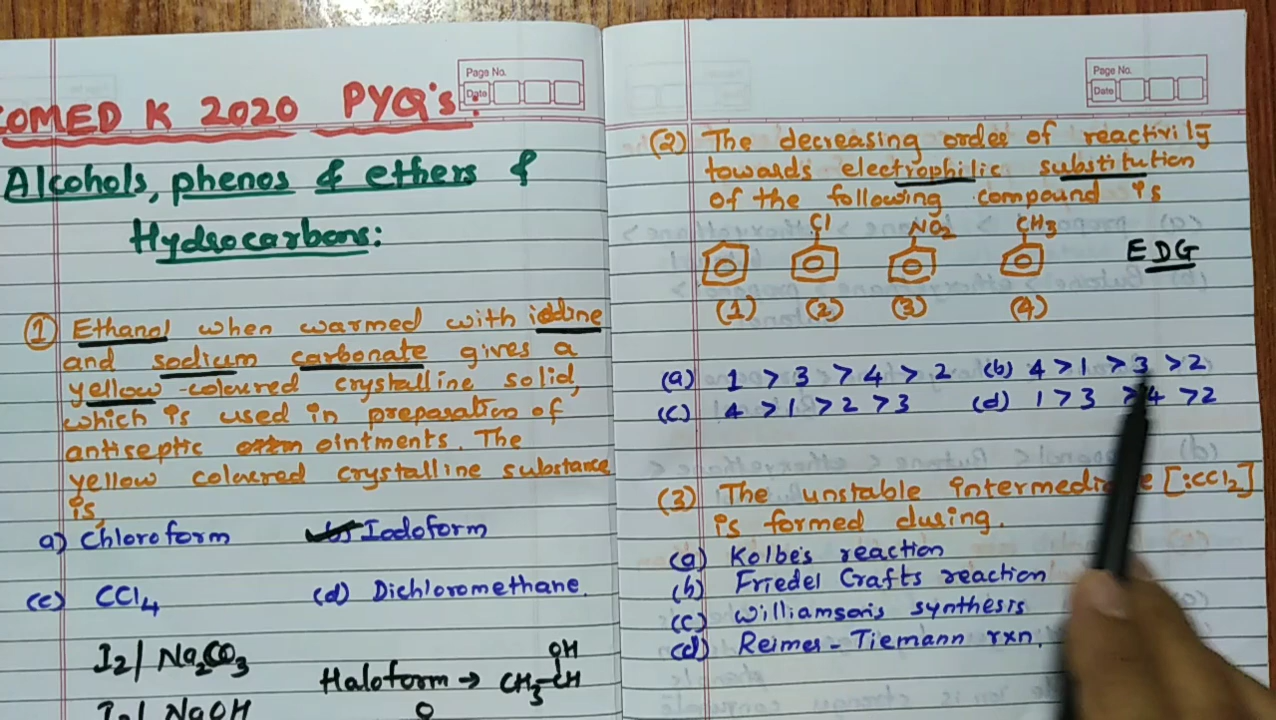 COMED K 2020 PYQ's.
Page No.
Date
Alcohols, phenos & ethers &
Hydrocarbons:
① Ethanol when warmed with iodine
and sodium carbonate gives a
yellow-coloured crystalline solid,
which is used in preparation of
antiseptic ointments. The
yellow coloured crystalline substance
is,
a) Chloroform b) Iodoform
(c) CCl4 (d) Dichloromethane.
I2/Na2CO3
Haloform → CH3-CH
OH
I2/NaOH
O
Page No.
Date
(2) The decreasing order of reactivily
towards electrophilic substitution
of the following compound is
Cl NO2 CH3
EDG
(1) (2) (3) (4)
(a) 1 > 3 > 4 > 2 (b) 4 > 1 > 3 > 2
(c) 4 > 1 > 2 > 3 (d) 1 > 3 > 4 > 2
(3) The unstable [:CCl2]
is formed during.
(a) Kolbe's reaction
(b) Friedel Crafts reaction
(c) Williamson's synthesis
(d) Reimer-Tiemann rxn.